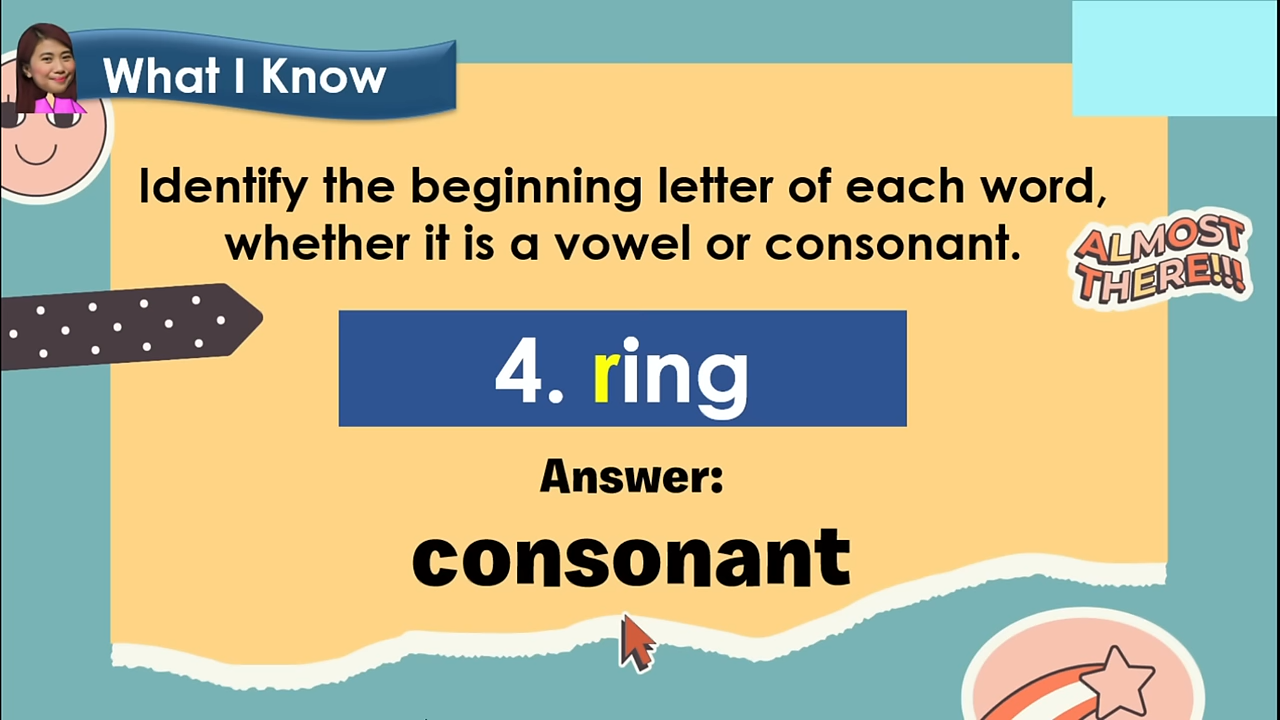 What I Know
Identify the beginning letter of each word,
whether it is a vowel or consonant.
ALMOST
THERE!!!
4. ring
Answer:
consonant